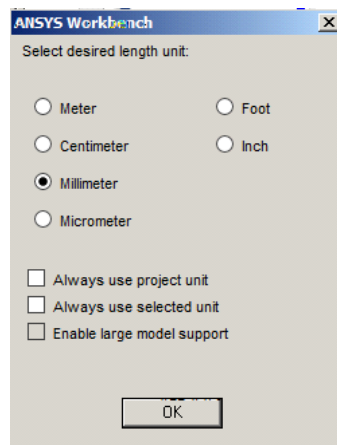 ANSYS Workbench
Select desired length unit:
Meter
Foot
Centimeter
Inch
Millimeter
Micrometer
Always use project unit
Always use selected unit
Enable large model support
OK